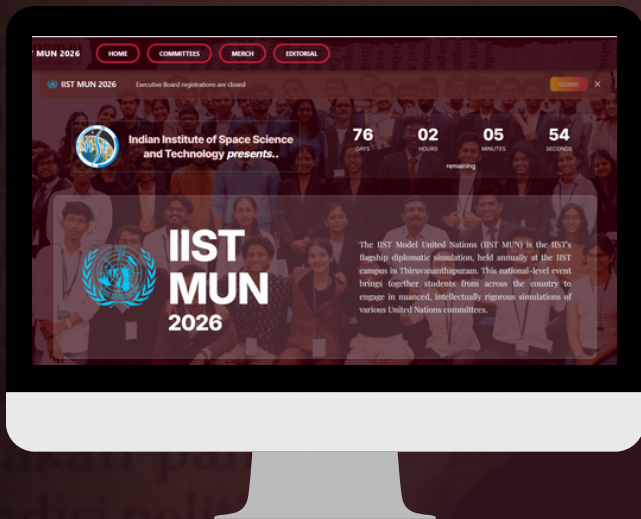 MUN 2026
HOME
COMMITTEES
MERCH
EDITORIAL
IIST MUN 2026
Executive Board registrations are closed
CLOSED
×
Indian Institute of Space Science
and Technology presents..
76
02
05
54
DAYS
HOURS
MINUTES
SECONDS
remaining
IIST
MUN
2026
The IIST Model United Nations (IIST MUN) is the IIST's
flagship diplomatic simulation, held annually at the IIST
campus in Thiruvananthapuram. This national-level event
brings together students from across the country to
engage in nuanced, intellectually rigorous simulations of
various United Nations committees.